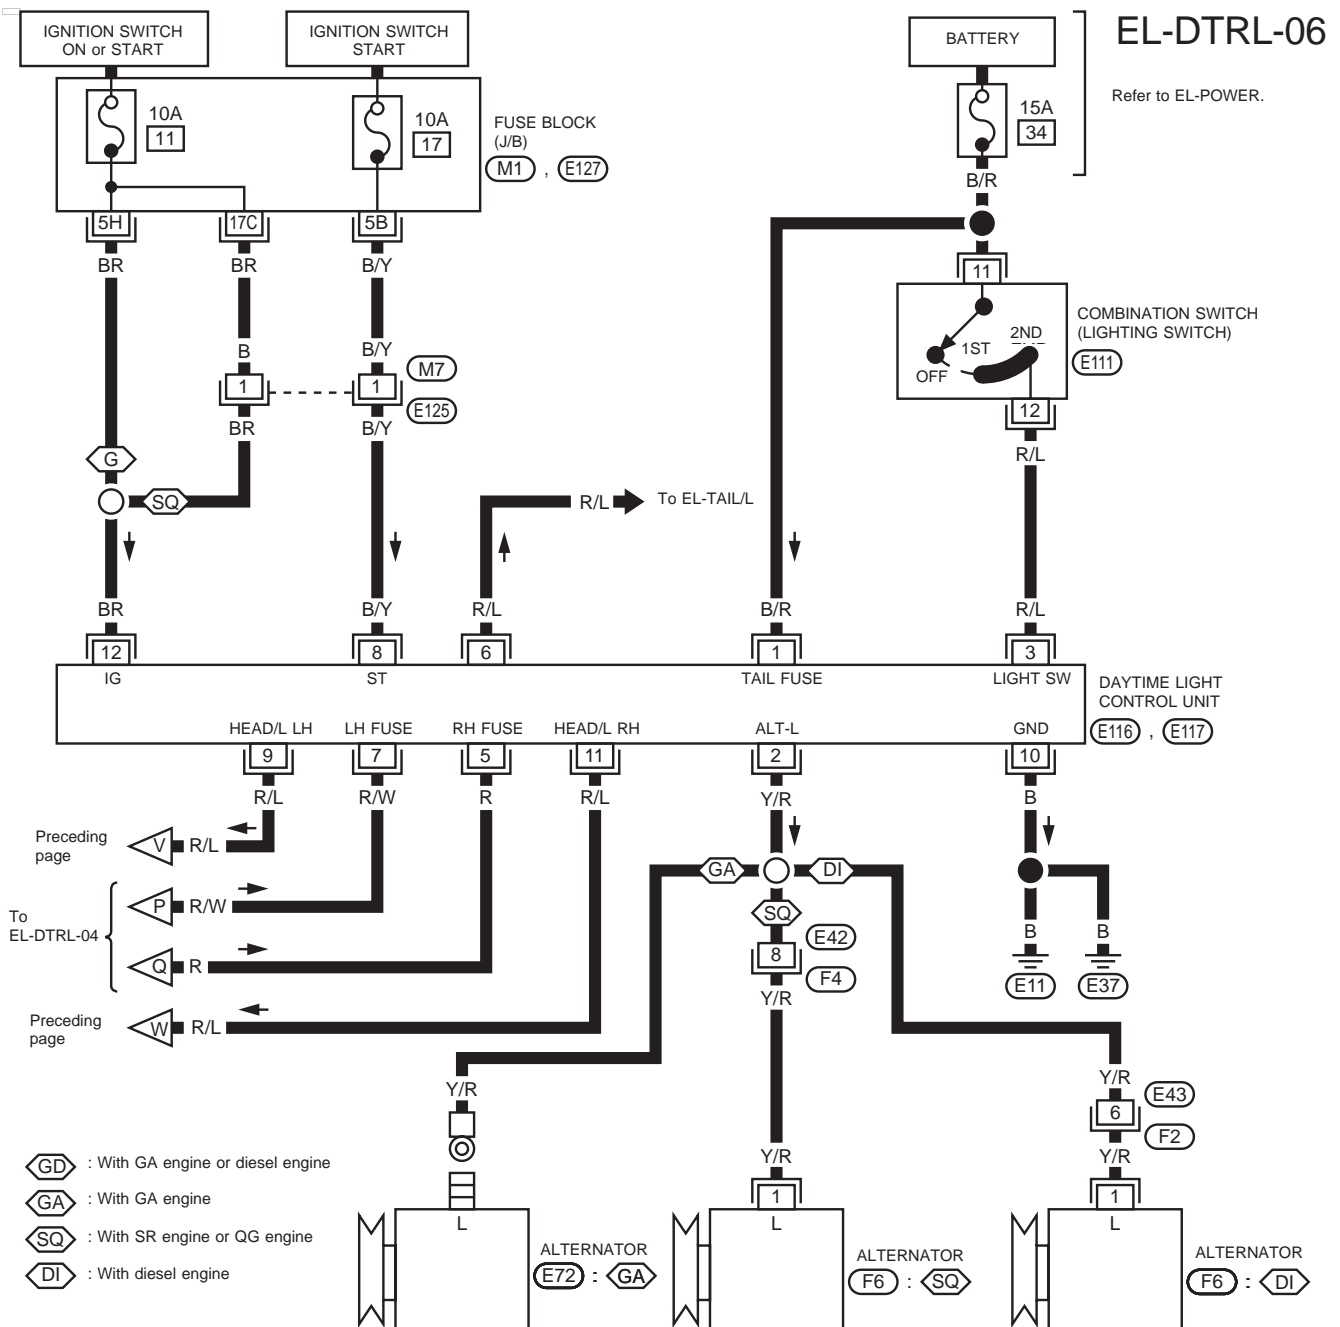 IGNITION SWITCH
ON or START
IGNITION SWITCH
START
BATTERY
EL-DTRL-06
Refer to EL-POWER.
10A
11
10A
17
FUSE BLOCK
(J/B)
M1 , E127
15A
34
B/R
5H
17C
5B
BR
BR
B/Y
11
COMBINATION SWITCH
(LIGHTING SWITCH)
E111
OFF
1ST
2ND
B
B/Y
M7
1
1
E125
BR
B/Y
12
R/L
G
SQ
R/L
To EL-TAIL/L
BR
B/Y
R/L
B/R
R/L
12
8
6
1
3
IG
ST
TAIL FUSE
LIGHT SW
DAYTIME LIGHT
CONTROL UNIT
E116 , E117
HEAD/L LH
LH FUSE
RH FUSE
HEAD/L RH
ALT-L
GND
9
7
5
11
2
10
R/L
R/W
R
R/L
Y/R
B
Preceding
page
V R/L
To
EL-DTRL-04
P R/W
Q R
Preceding
page
W R/L
GA
DI
SQ
E42
8
F4
Y/R
B
B
E11
E37
Y/R
Y/R
E43
6
F2
Y/R
Y/R
1
1
L
L
L
GD : With GA engine or diesel engine
GA : With GA engine
SQ : With SR engine or QG engine
DI : With diesel engine
ALTERNATOR
E72 : GA
ALTERNATOR
F6 : SQ
ALTERNATOR
F6 : DI